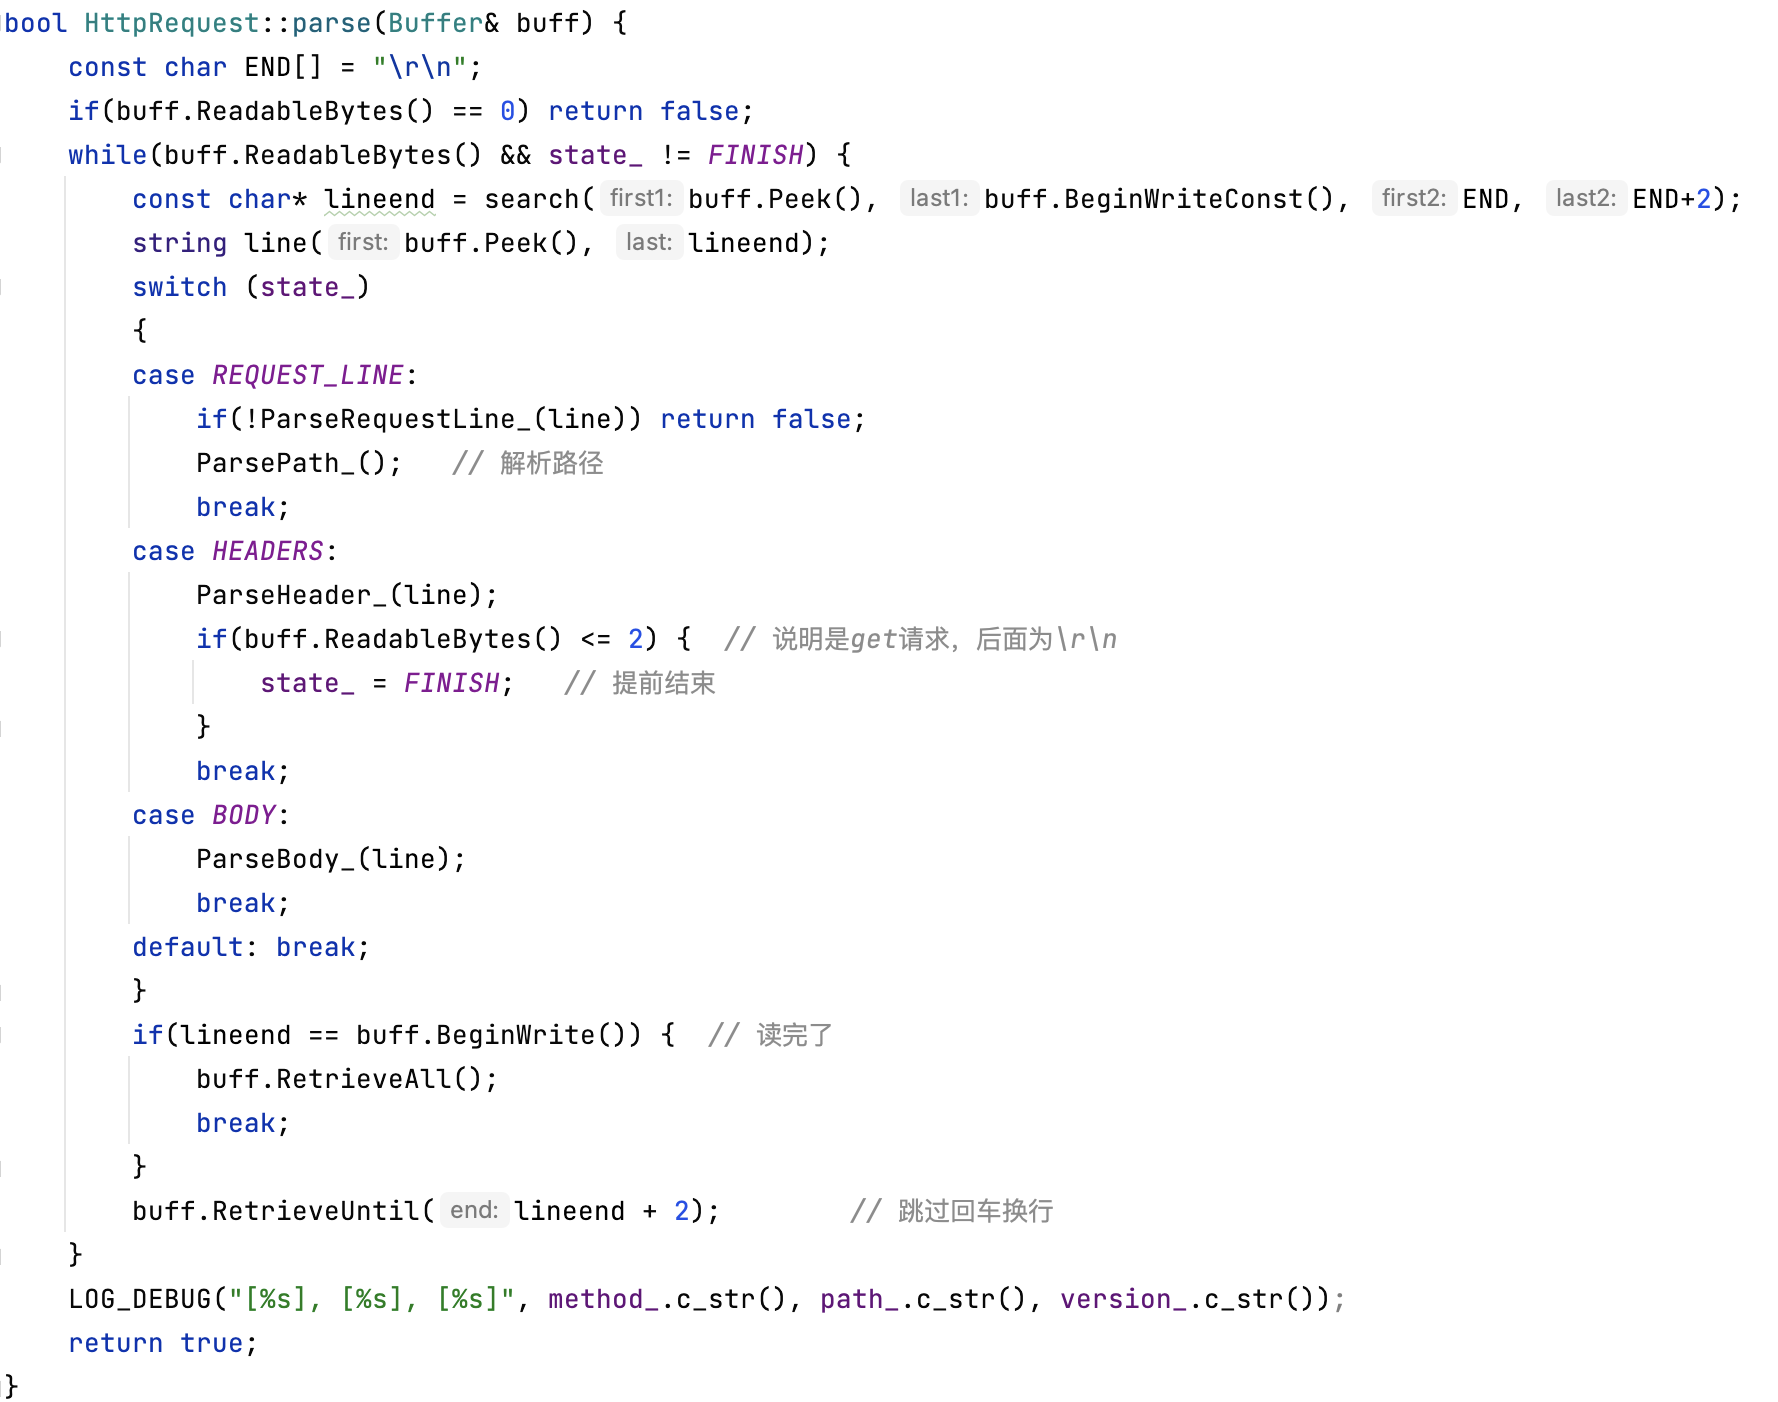 bool HttpRequest::parse(Buffer& buff) {
    const char END[] = "\r\n";
    if(buff.ReadableBytes() == 0) return false;
    while(buff.ReadableBytes() && state_ != FINISH) {
        const char* lineend = search( first1: buff.Peek(),  last1: buff.BeginWriteConst(),  first2: END,  last2: END+2);
        string line( first: buff.Peek(),  last: lineend);
        switch (state_)
        {
        case REQUEST_LINE:
            if(!ParseRequestLine_(line)) return false;
            ParsePath_();   // 解析路径
            break;
        case HEADERS:
            ParseHeader_(line);
            if(buff.ReadableBytes() <= 2) {  // 说明是get请求，后面为\r\n
                state_ = FINISH;   // 提前结束
            }
            break;
        case BODY:
            ParseBody_(line);
            break;
        default: break;
        }
        if(lineend == buff.BeginWrite()) {  // 读完了
            buff.RetrieveAll();
            break;
        }
        buff.RetrieveUntil( end: lineend + 2);        // 跳过回车换行
    }
    LOG_DEBUG("[%s], [%s], [%s]", method_.c_str(), path_.c_str(), version_.c_str());
    return true;
}